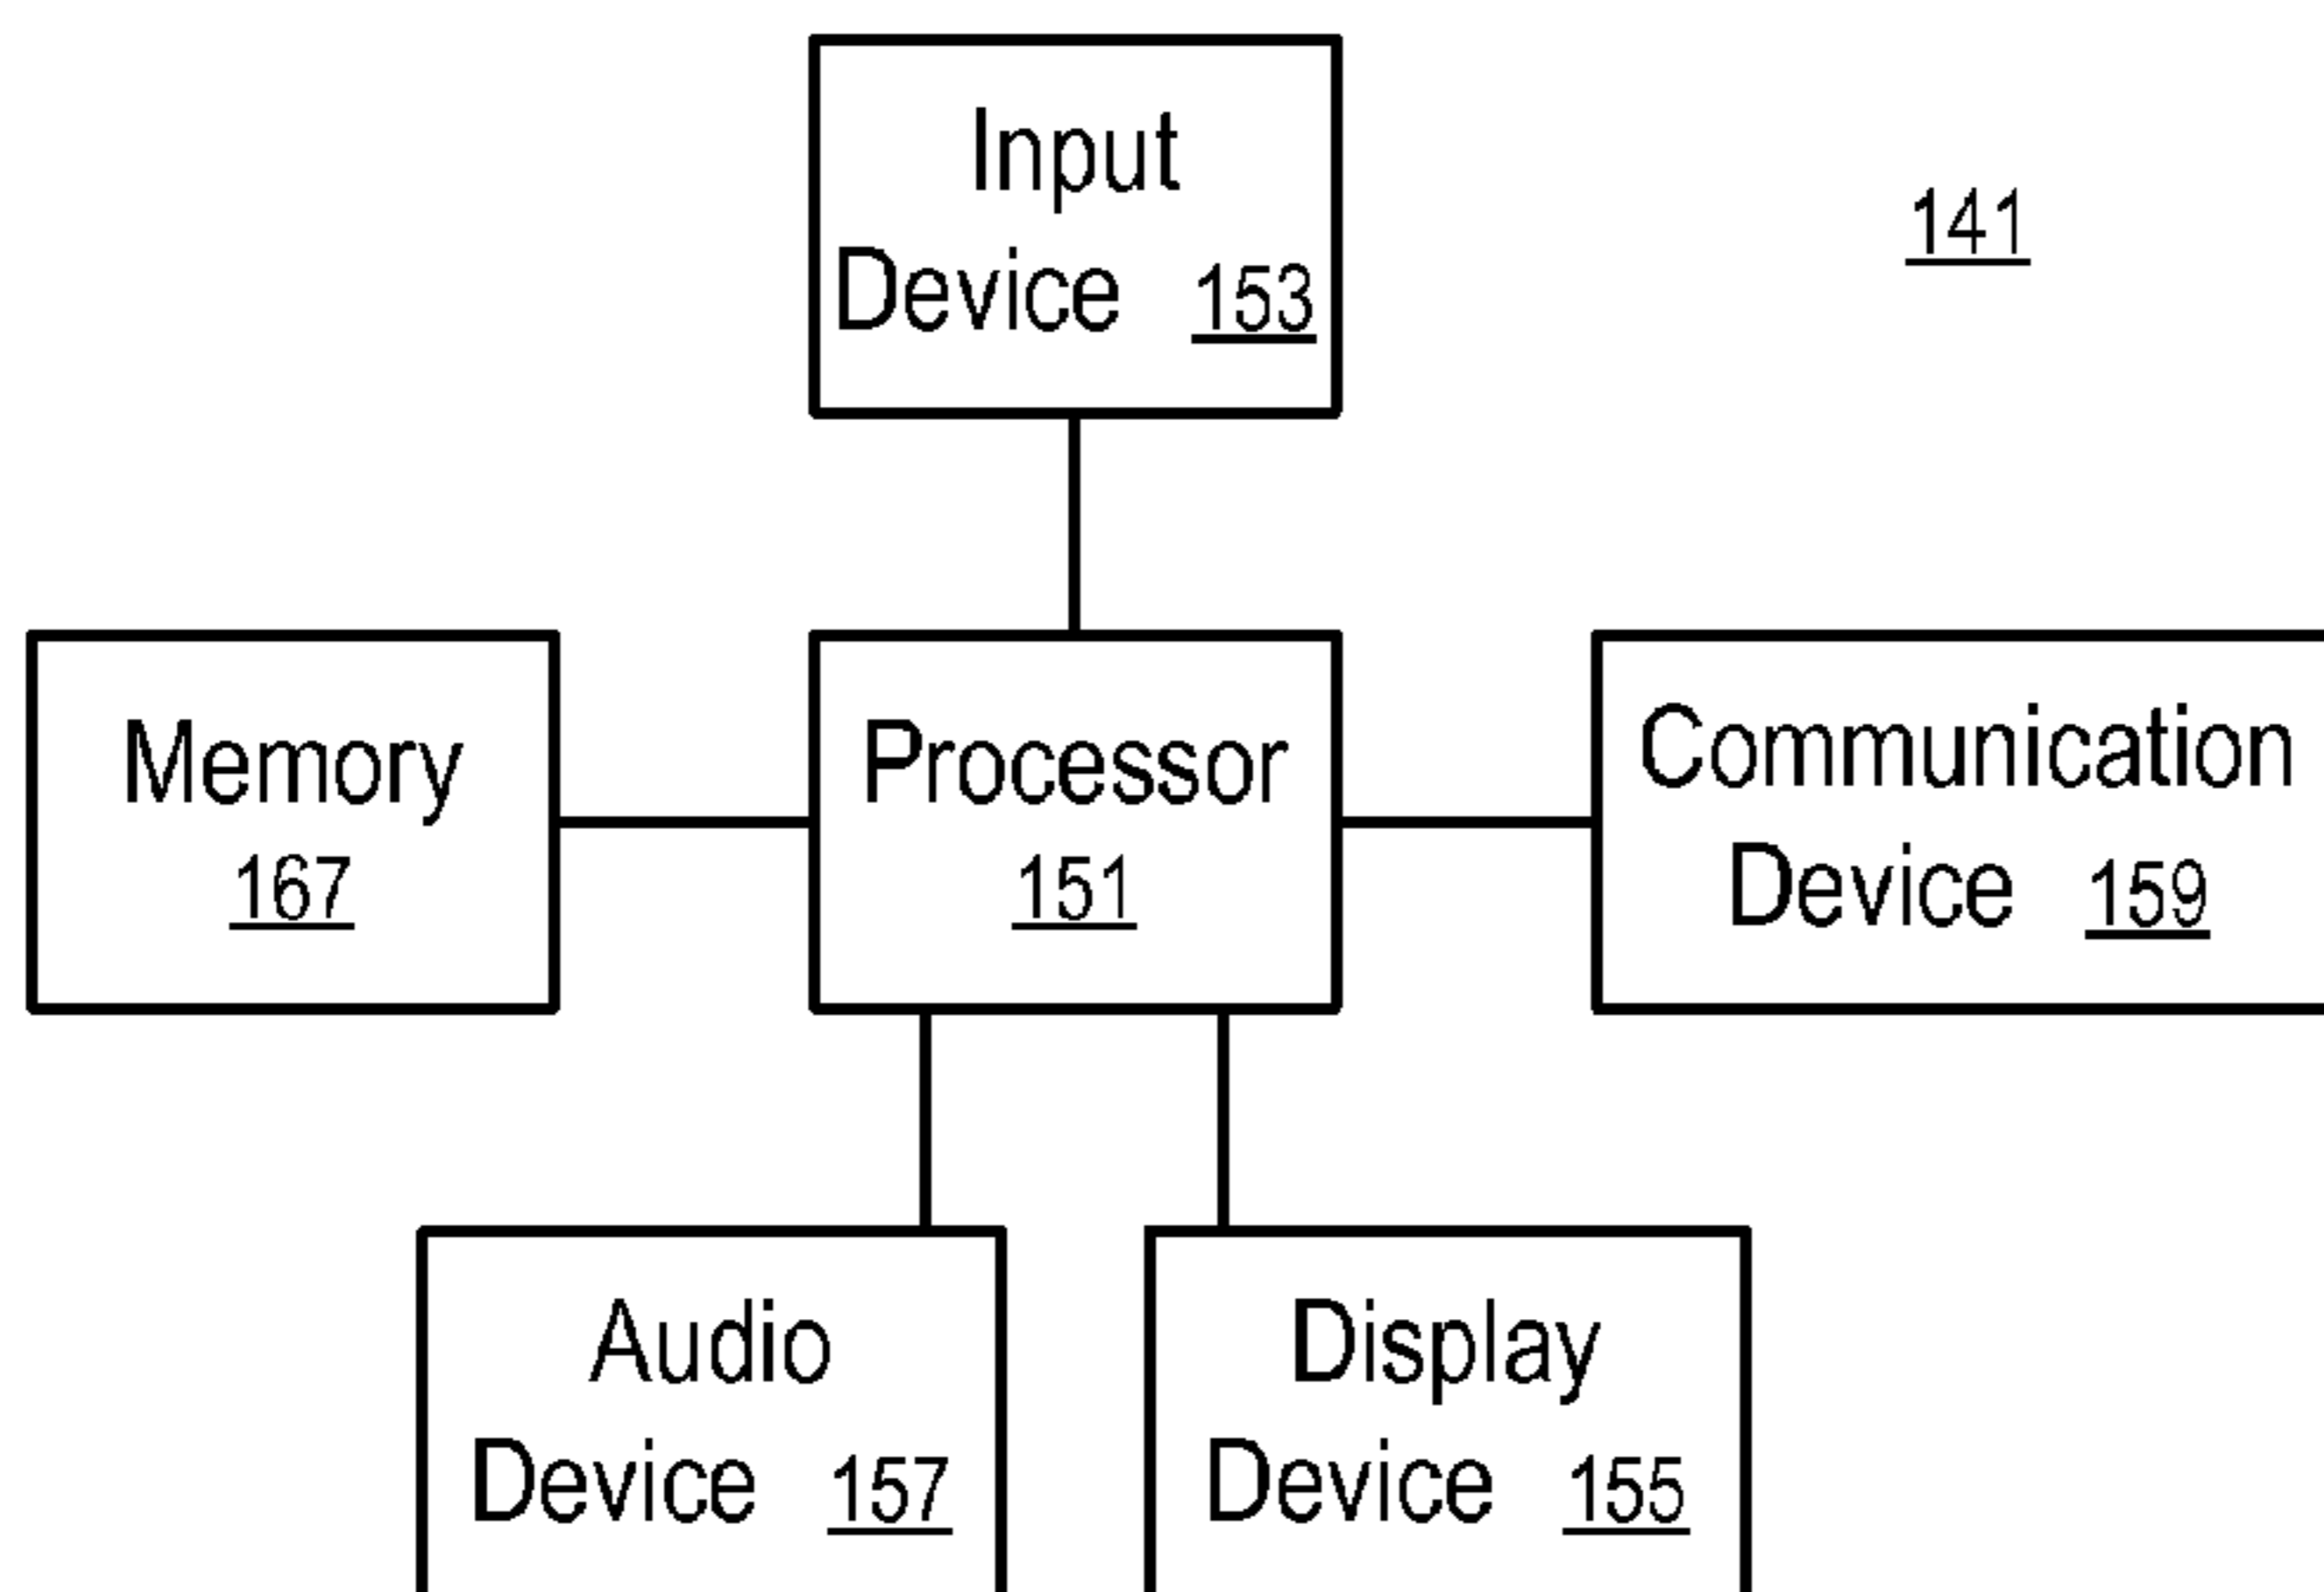 Input
Device 153
141
Memory
167
Processor
151
Communication
Device 159
Audio
Device 157
Display
Device 155